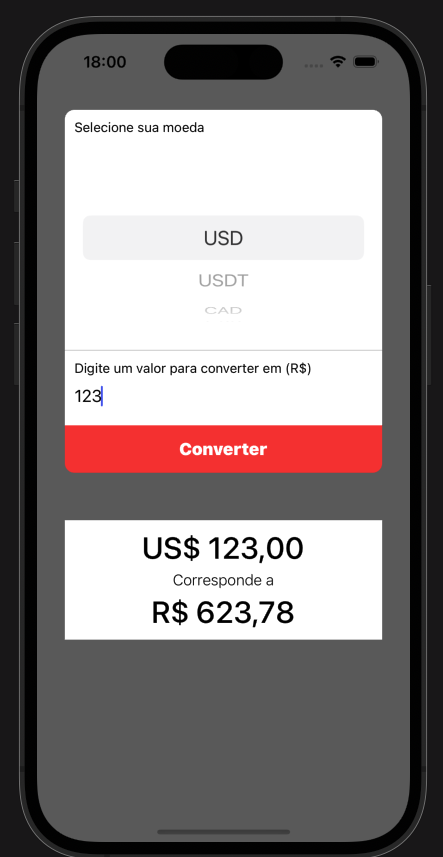 18:00
Selecione sua moeda
USD
USDT
CAD
Digite um valor para converter em (R$)
123
Converter
US$ 123,00
Corresponde a
R$ 623,78